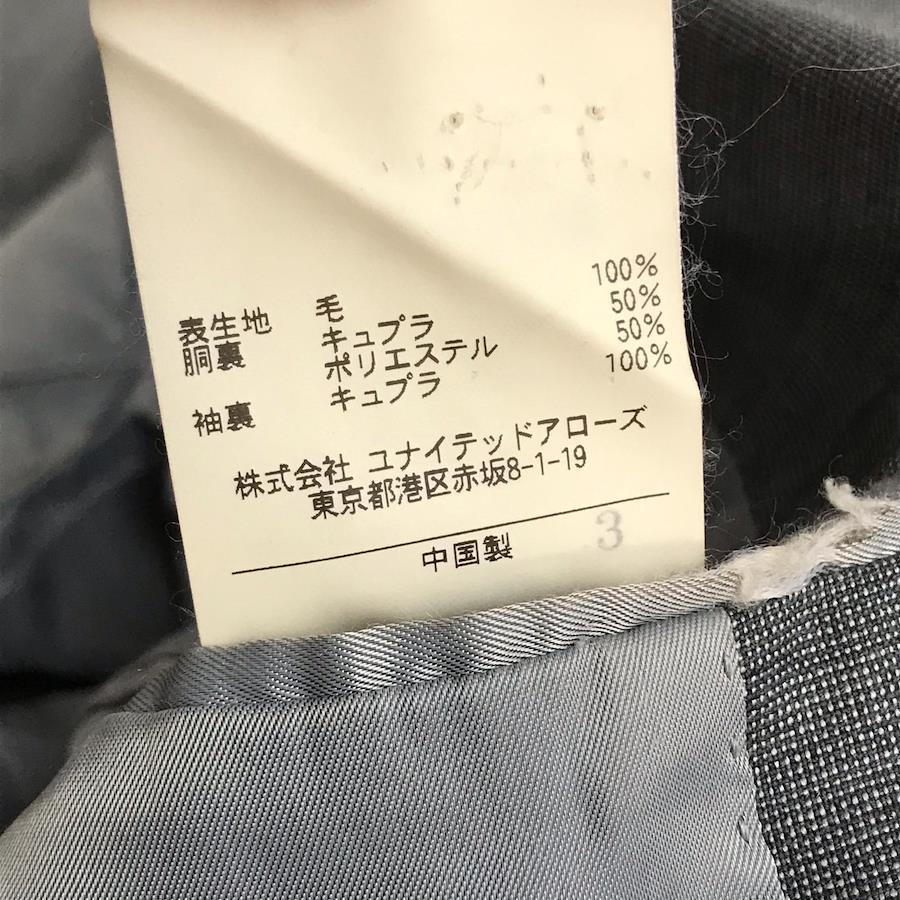 表生地 毛 100%
胴裏 キュプラ 50%
ポリエステル 50%
袖裏 キュプラ 100%
株式会社 ユナイテッドアローズ
東京都港区赤坂8-1-19
中国製 3